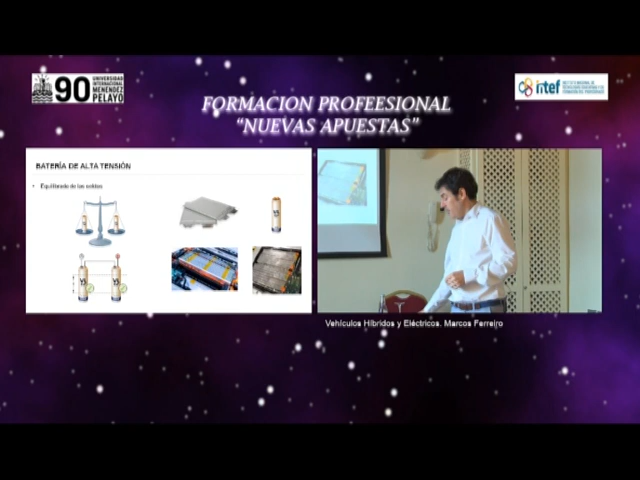 90
UNIVERSIDAD
INTERNACIONAL
MENÉNDEZ
PELAYO
intef
FORMACION PROFEESIONAL
“NUEVAS APUESTAS”
BATERÍA DE ALTA TENSIÓN
• Equilibrado de las celdas
Vehículos Híbridos y Eléctricos. Marcos Ferreiro